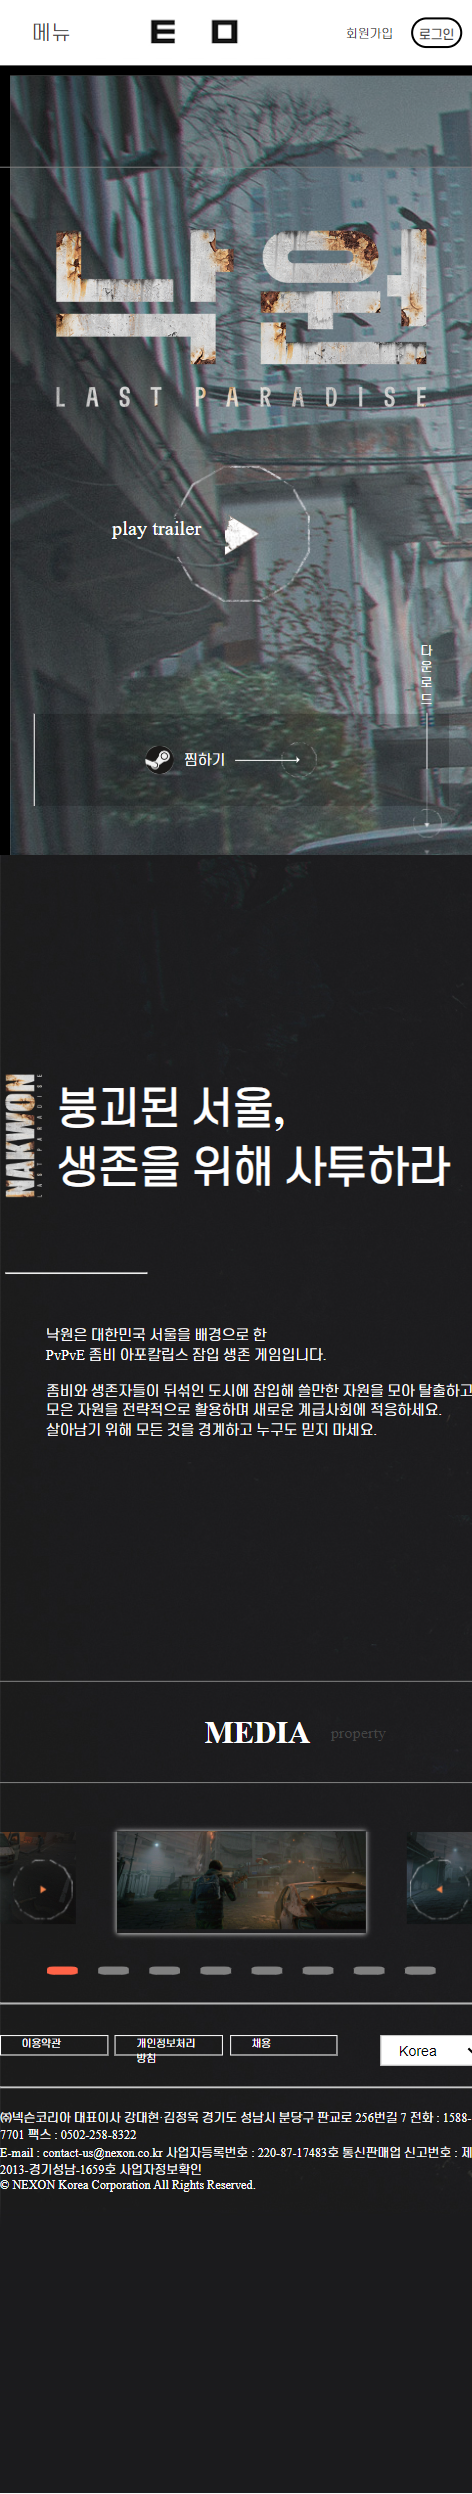 메뉴
회원가입
로그인
낙원
LAST PARADISE
play trailer
다운로드
찜하기
NAKWON
LAST PARADISE
붕괴된 서울,
생존을 위해 사투하라
낙원은 대한민국 서울을 배경으로 한
PvPvE 좀비 아포칼립스 잠입 생존 게임입니다.
좀비와 생존자들이 뒤섞인 도시에 잠입해 쓸만한 자원을 모아 탈출하고
모은 자원을 전략적으로 활용하며 새로운 계급사회에 적응하세요.
살아남기 위해 모든 것을 경계하고 누구도 믿지 마세요.
MEDIA
property
이용약관
개인정보처리
방침
채용
Korea
㈜넥슨코리아 대표이사 강대현·김정욱 경기도 성남시 분당구 판교로 256번길 7 전화 : 1588-
7701 팩스 : 0502-258-8322
E-mail : contact-us@nexon.co.kr 사업자등록번호 : 220-87-17483호 통신판매업 신고번호 : 제
2013-경기성남-1659호 사업자정보확인
© NEXON Korea Corporation All Rights Reserved.